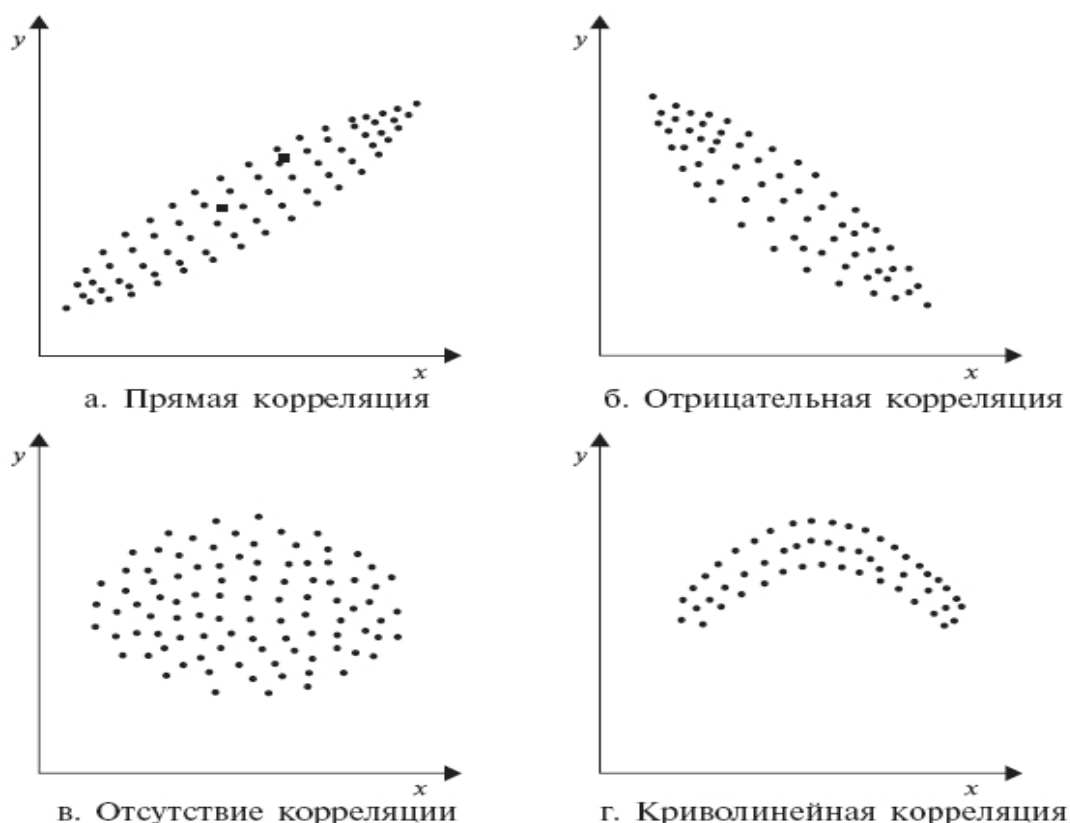 y
x
а. Прямая корреляция
y
x
б. Отрицательная корреляция
y
x
в. Отсутствие корреляции
y
x
г. Криволинейная корреляция